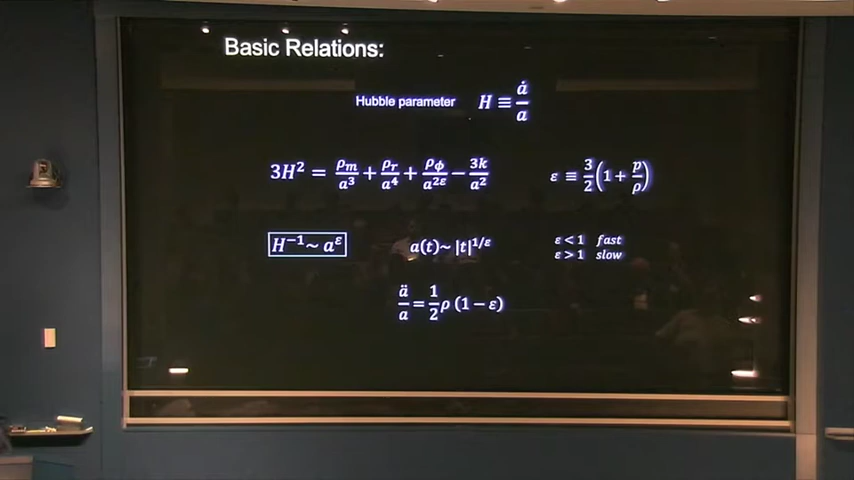 Basic Relations:
Hubble parameter H ≡ ȧ/a
3H² = ρₘ/a³ + ρᵣ/a⁴ + ρ_ϕ/a^{2ε} − 3k/a²
ε ≡ 3/2(1 + p/ρ)
H⁻¹~ a^ε
a(t)~ |t|^{1/ε}
ε < 1 fast
ε > 1 slow
ä/a = 1/2 ρ (1 − ε)